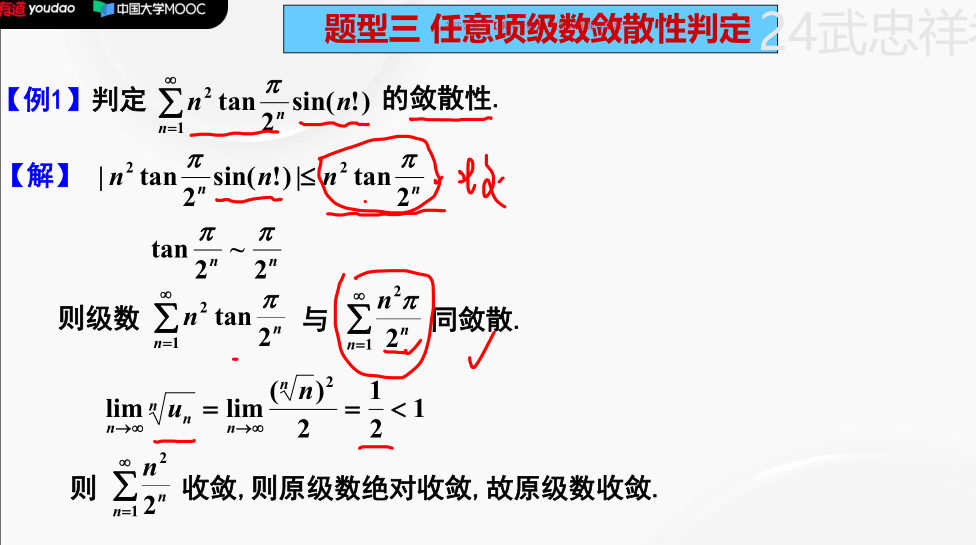 有道 youdao 中国大学MOOC
题型三 任意项级数敛散性判定
24武忠祥考
【例1】判定 $\sum_{n=1}^{\infty} n^2 \tan\frac{\pi}{2^n}\sin(n!)$ 的敛散性.
【解】 $|n^2 \tan\frac{\pi}{2^n}\sin(n!)| \leq n^2 \tan\frac{\pi}{2^n}$
$\tan\frac{\pi}{2^n} \sim \frac{\pi}{2^n}$
则级数 $\sum_{n=1}^{\infty} n^2 \tan\frac{\pi}{2^n}$ 与 $\sum_{n=1}^{\infty} \frac{n^2\pi}{2^n}$ 同敛散.
$\lim_{n\to\infty} \sqrt[n]{u_n} = \lim_{n\to\infty} \frac{(\sqrt[n]{n})^2}{2} = \frac{1}{2} < 1$
则 $\sum_{n=1}^{\infty} \frac{n^2}{2^n}$ 收敛,则原级数绝对收敛,故原级数收敛.